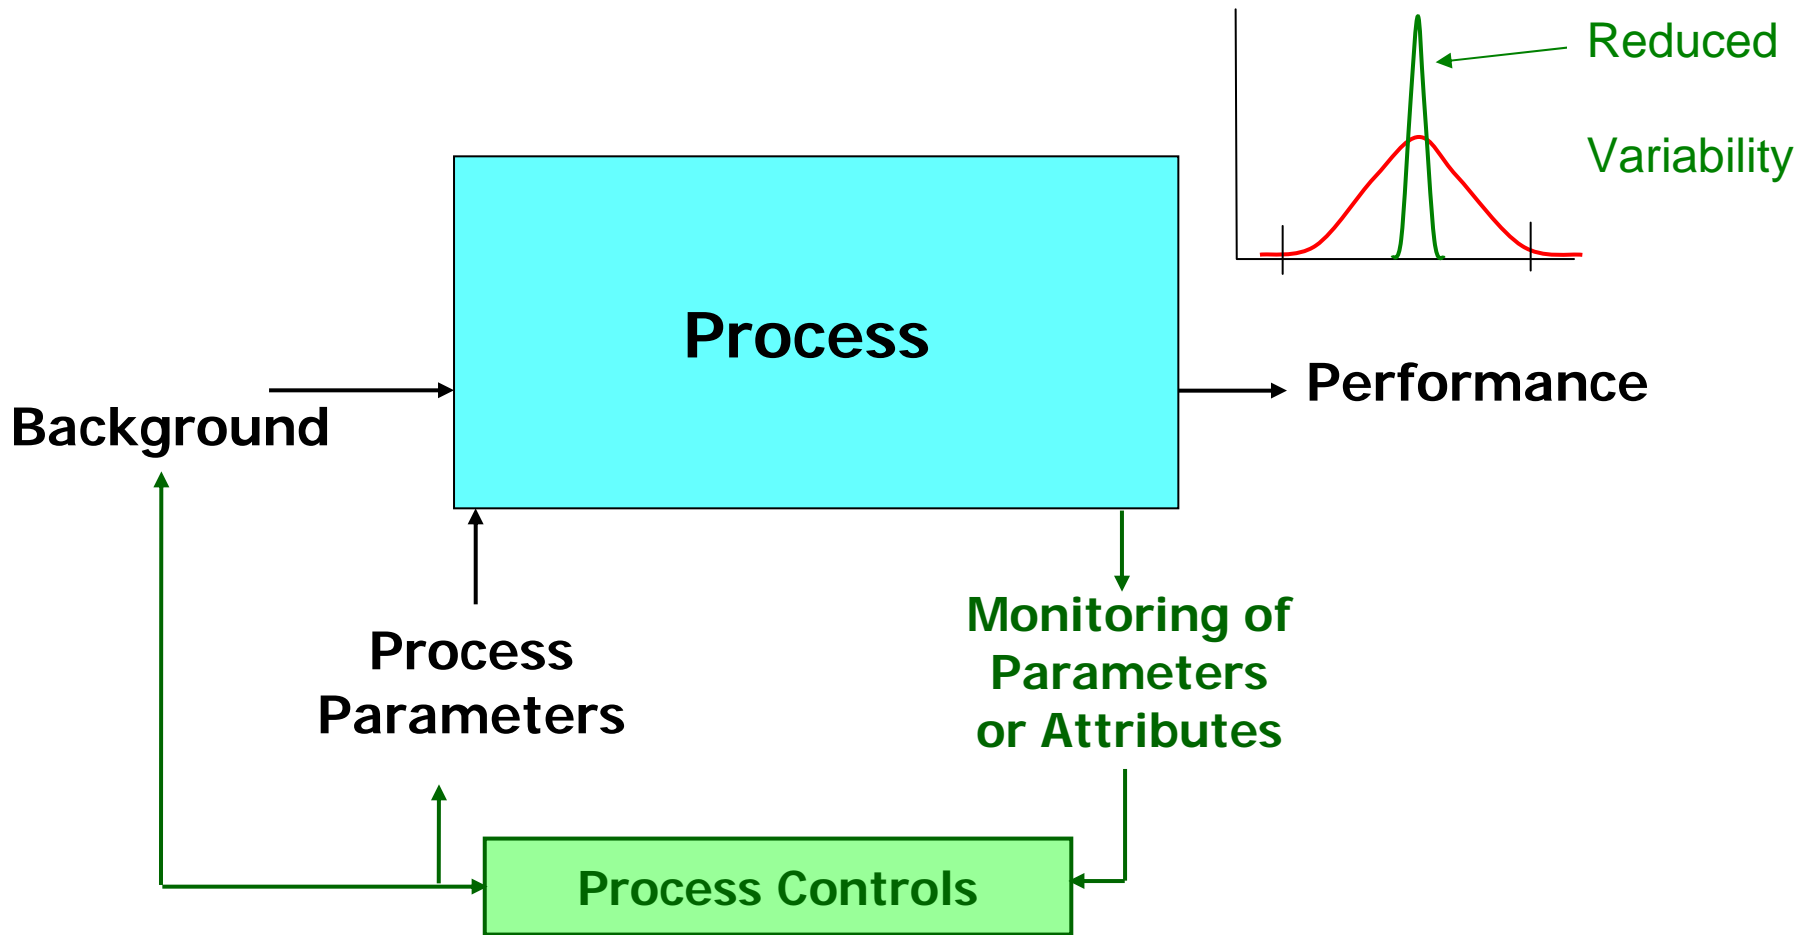 Reduced
Variability
Process
Performance
Background
Process
Parameters
Monitoring of
Parameters
or Attributes
Process Controls